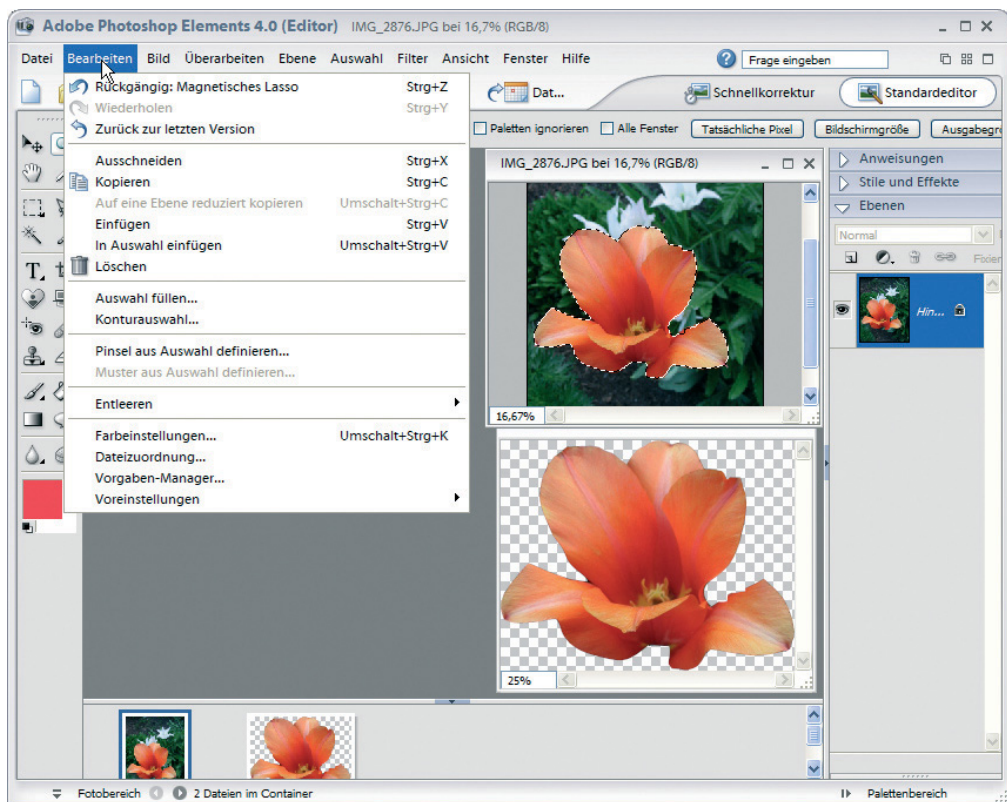 Adobe Photoshop Elements 4.0 (Editor) IMG_2876.JPG bei 16,7% (RGB/8)
Datei Bearbeiten Bild Überarbeiten Ebene Auswahl Filter Ansicht Fenster Hilfe Frage eingeben
Dat... Schnellkorrektur Standardeditor
Paletten ignorieren Alle Fenster Tatsächliche Pixel Bildschirmgröße Ausgabegr
Rückgängig: Magnetisches Lasso Strg+Z
Wiederholen Strg+Y
Zurück zur letzten Version
Ausschneiden Strg+X
Kopieren Strg+C
Auf eine Ebene reduziert kopieren Umschalt+Strg+C
Einfügen Strg+V
In Auswahl einfügen Umschalt+Strg+V
Löschen
Auswahl füllen...
Konturauswahl...
Pinsel aus Auswahl definieren...
Muster aus Auswahl definieren...
Entleeren
Farbeinstellungen... Umschalt+Strg+K
Dateizuordnung...
Vorgaben-Manager...
Voreinstellungen
IMG_2876.JPG bei 16,7% (RGB/8)
16,67%
25%
Anweisungen
Stile und Effekte
Ebenen
Normal
Fixier
Hin...
Fotobereich 2 Dateien im Container
Palettenbereich